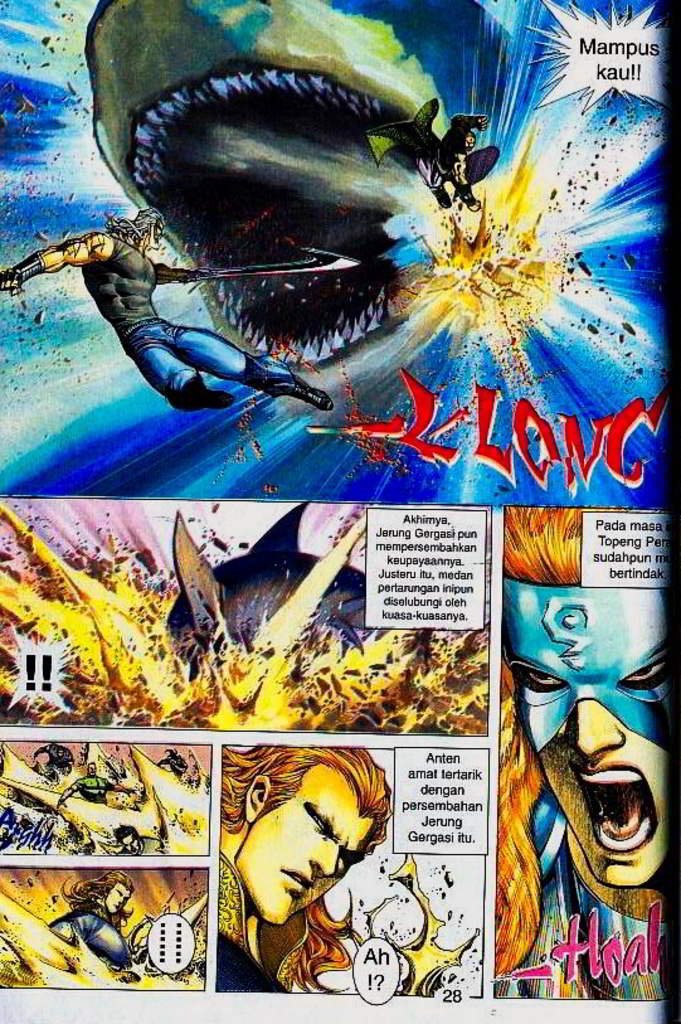 Mampus
kau!!
KLONG
Akhirnya,
Jerung Gergasi pun
mempersembahkan
keupayaannya.
Justeru itu, medan
pertarungan inipun
diselubungi oleh
kuasa-kuasanya.
!!
Pada masa
Topeng
sudahpun
bertindak
Arghh
Anten
amat tertarik
dengan
persembahan
Jerung
Gergasi itu.
Ah
!?
Hoah
28